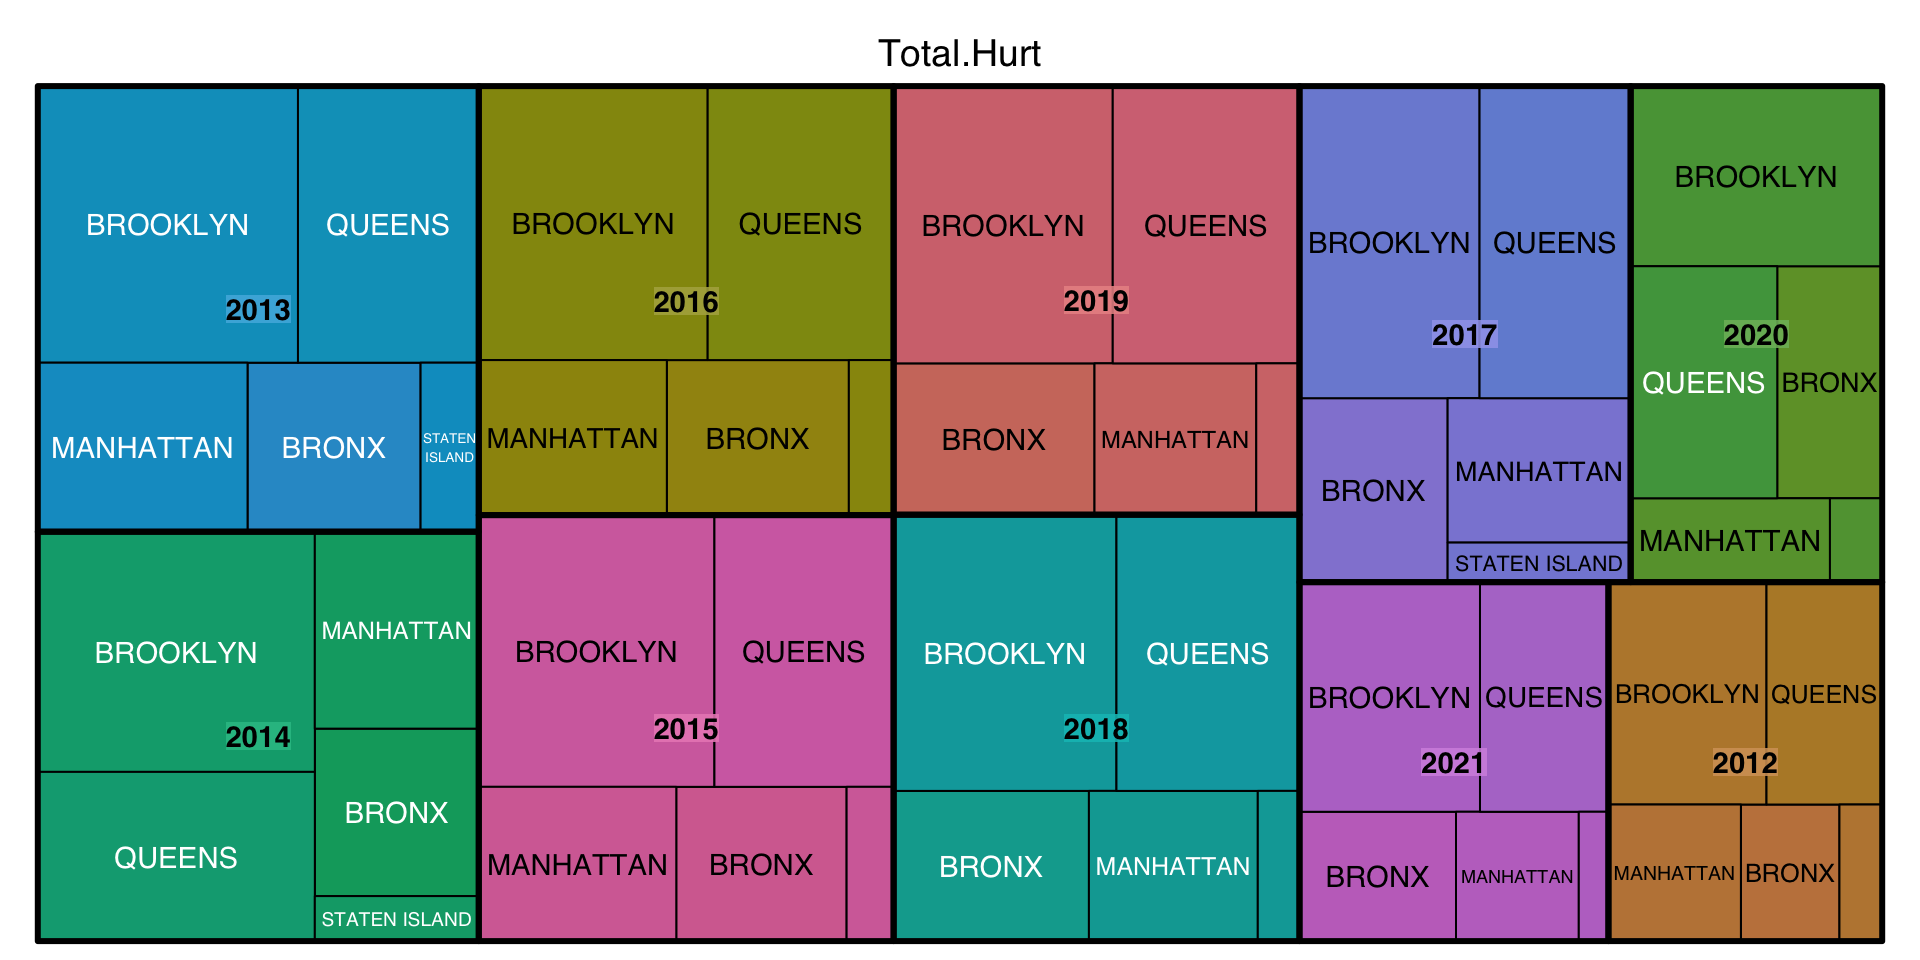 Total.Hurt
BROOKLYN
QUEENS
2013
MANHATTAN
BRONX
STATEN
ISLAND
BROOKLYN
QUEENS
2016
MANHATTAN
BRONX
BROOKLYN
QUEENS
2019
BRONX
MANHATTAN
BROOKLYN
QUEENS
2017
BRONX
MANHATTAN
STATEN ISLAND
BROOKLYN
2020
QUEENS
BRONX
MANHATTAN
BROOKLYN
MANHATTAN
2014
BRONX
QUEENS
STATEN ISLAND
BROOKLYN
QUEENS
2015
MANHATTAN
BRONX
BROOKLYN
QUEENS
2018
BRONX
MANHATTAN
BROOKLYN
QUEENS
2021
BRONX
MANHATTAN
BROOKLYN
QUEENS
2012
MANHATTAN
BRONX